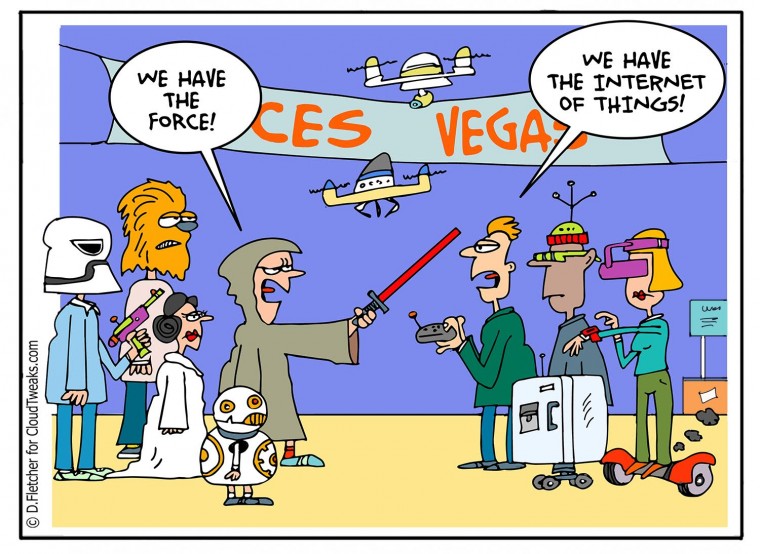 WE HAVE
THE
FORCE!
WE HAVE
THE INTERNET
OF THINGS!
CES VEGAS
© D.Fletcher for CloudTweaks.com